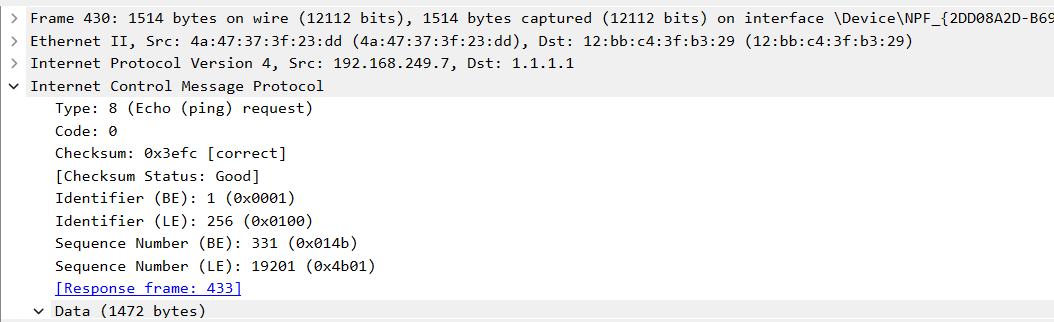 Frame 430: 1514 bytes on wire (12112 bits), 1514 bytes captured (12112 bits) on interface \Device\NPF_{2DD08A2D-B69
Ethernet II, Src: 4a:47:37:3f:23:dd (4a:47:37:3f:23:dd), Dst: 12:bb:c4:3f:b3:29 (12:bb:c4:3f:b3:29)
Internet Protocol Version 4, Src: 192.168.249.7, Dst: 1.1.1.1
Internet Control Message Protocol
Type: 8 (Echo (ping) request)
Code: 0
Checksum: 0x3efc [correct]
[Checksum Status: Good]
Identifier (BE): 1 (0x0001)
Identifier (LE): 256 (0x0100)
Sequence Number (BE): 331 (0x014b)
Sequence Number (LE): 19201 (0x4b01)
[Response frame: 433]
Data (1472 bytes)